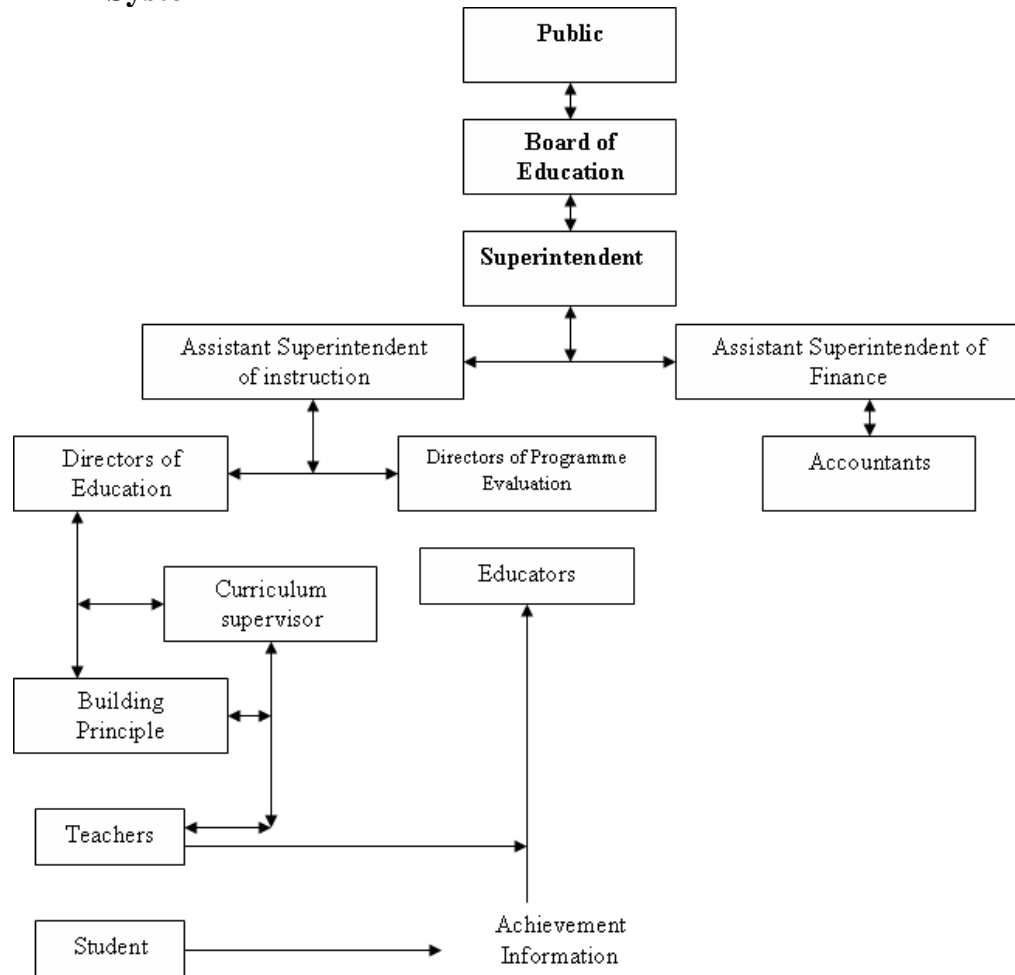 Public
Board of
Education
Superintendent
Assistant Superintendent
of instruction
Assistant Superintendent of
Finance
Directors of
Education
Directors of Programme
Evaluation
Accountants
Educators
Curriculum
supervisor
Building
Principle
Teachers
Student
Achievement
Information